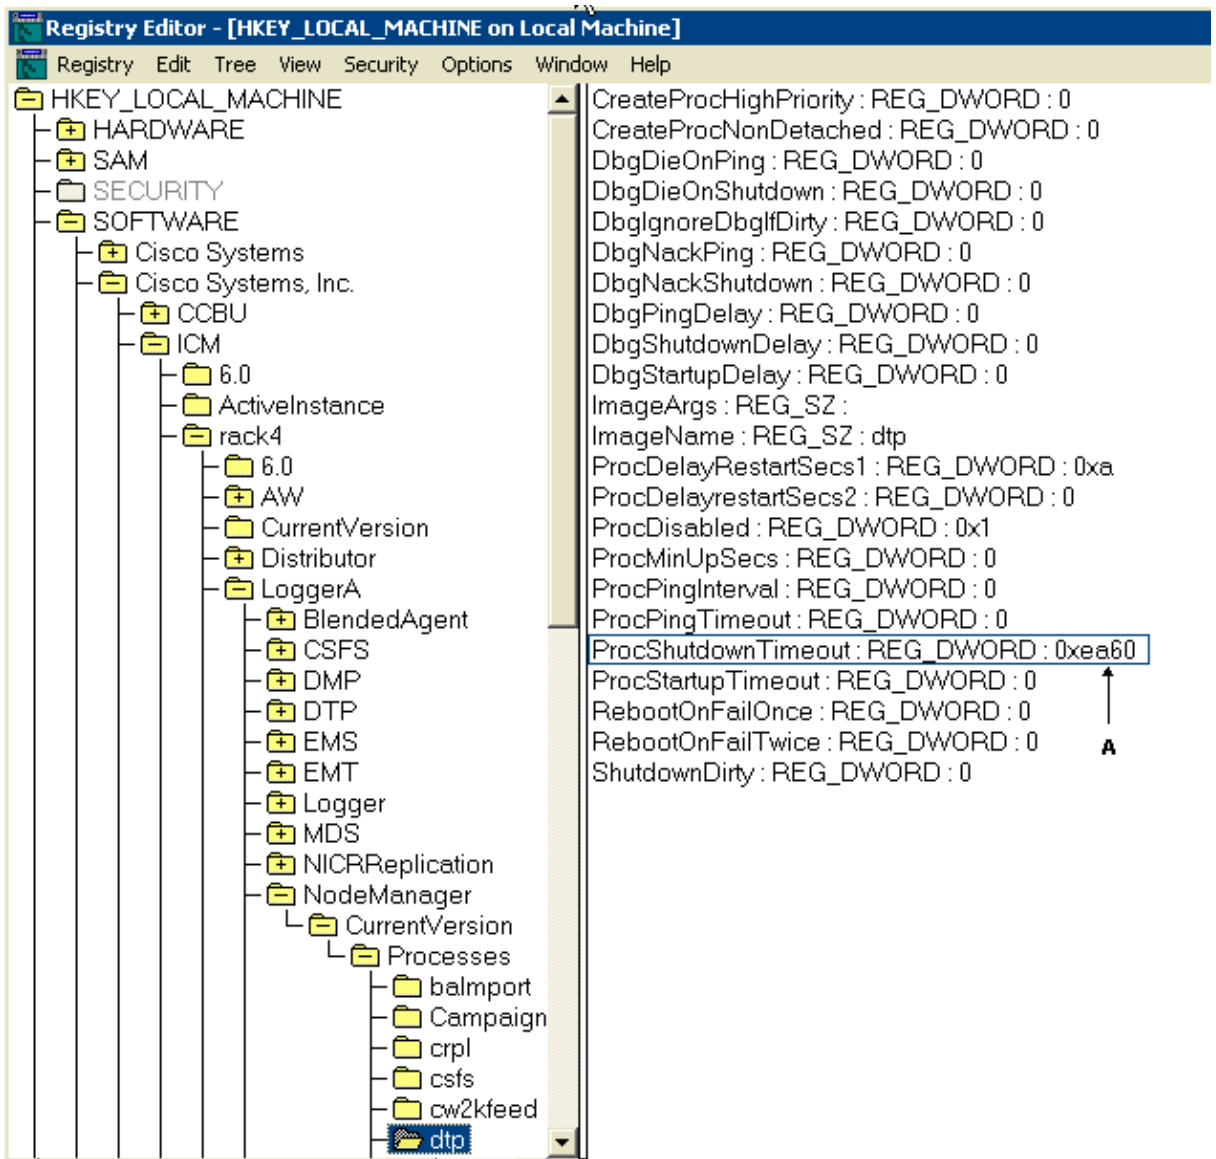 Registry Editor - [HKEY_LOCAL_MACHINE on Local Machine]
Registry Edit Tree View Security Options Window Help
HKEY_LOCAL_MACHINE
HARDWARE
SAM
SECURITY
SOFTWARE
Cisco Systems
Cisco Systems, Inc.
CCBU
ICM
6.0
ActiveInstance
rack4
6.0
AW
CurrentVersion
Distributor
LoggerA
BlendedAgent
CSFS
DMP
DTP
EMS
EMT
Logger
MDS
NICRReplication
NodeManager
CurrentVersion
Processes
baImport
Campaign
crpl
csfs
cw2kfeed
dtp
CreateProcHighPriority : REG_DWORD : 0
CreateProcNonDetached : REG_DWORD : 0
DbgDieOnPing : REG_DWORD : 0
DbgDieOnShutdown : REG_DWORD : 0
DbgIgnoreDbgIfDirty : REG_DWORD : 0
DbgNackPing : REG_DWORD : 0
DbgNackShutdown : REG_DWORD : 0
DbgPingDelay : REG_DWORD : 0
DbgShutdownDelay : REG_DWORD : 0
DbgStartupDelay : REG_DWORD : 0
ImageArgs : REG_SZ :
ImageName : REG_SZ : dtp
ProcDelayRestartSecs1 : REG_DWORD : 0xa
ProcDelayrestartSecs2 : REG_DWORD : 0
ProcDisabled : REG_DWORD : 0x1
ProcMinUpSecs : REG_DWORD : 0
ProcPingInterval : REG_DWORD : 0
ProcPingTimeout : REG_DWORD : 0
ProcShutdownTimeout : REG_DWORD : 0xea60
ProcStartupTimeout : REG_DWORD : 0
RebootOnFailOnce : REG_DWORD : 0
RebootOnFailTwice : REG_DWORD : 0
A
ShutdownDirty : REG_DWORD : 0